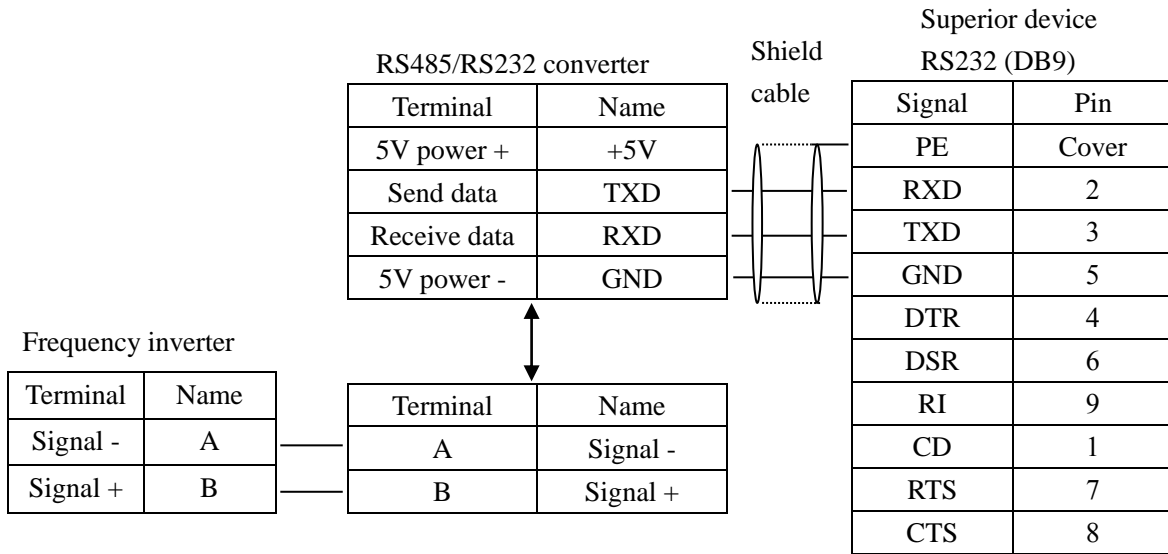 Superior device
RS232 (DB9)
Shield
cable
RS485/RS232 converter
Terminal Name
5V power + +5V
Send data TXD
Receive data RXD
5V power - GND
Signal Pin
PE Cover
RXD 2
TXD 3
GND 5
DTR 4
DSR 6
RI 9
CD 1
RTS 7
CTS 8
Frequency inverter
Terminal Name
Signal - A
Signal + B
Terminal Name
A Signal -
B Signal +